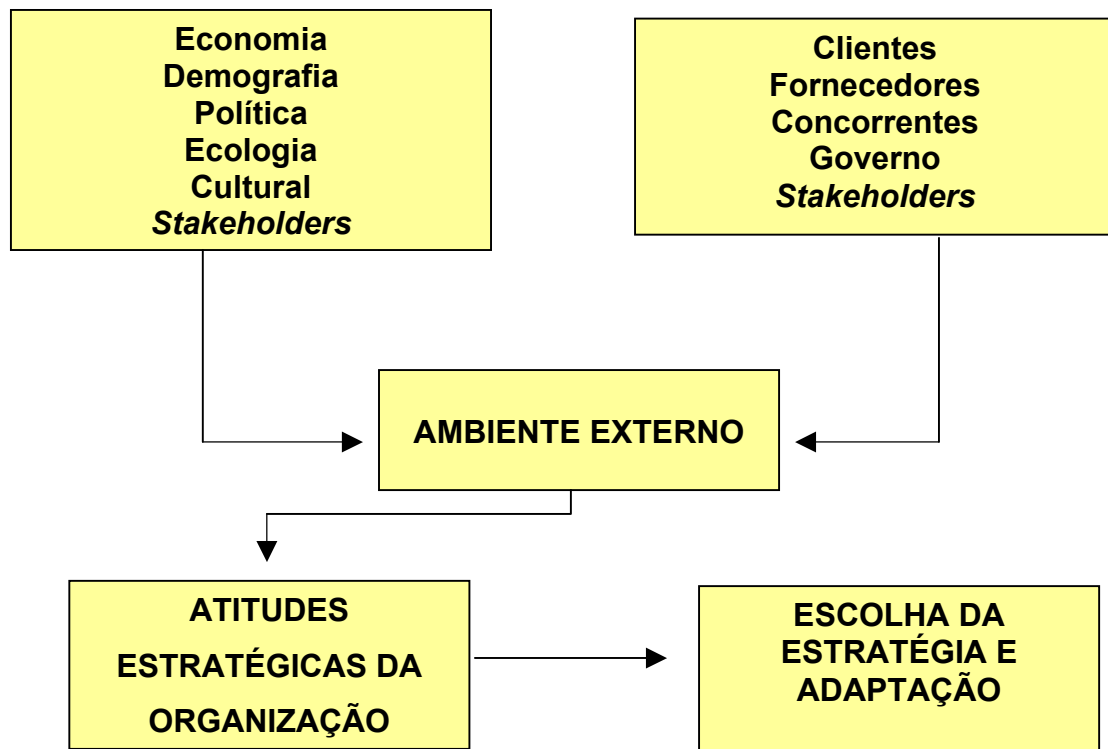 Economia
Demografia
Política
Ecologia
Cultural
Stakeholders
Clientes
Fornecedores
Concorrentes
Governo
Stakeholders
AMBIENTE EXTERNO
ATITUDES
ESTRATÉGICAS DA
ORGANIZAÇÃO
ESCOLHA DA
ESTRATÉGIA E
ADAPTAÇÃO